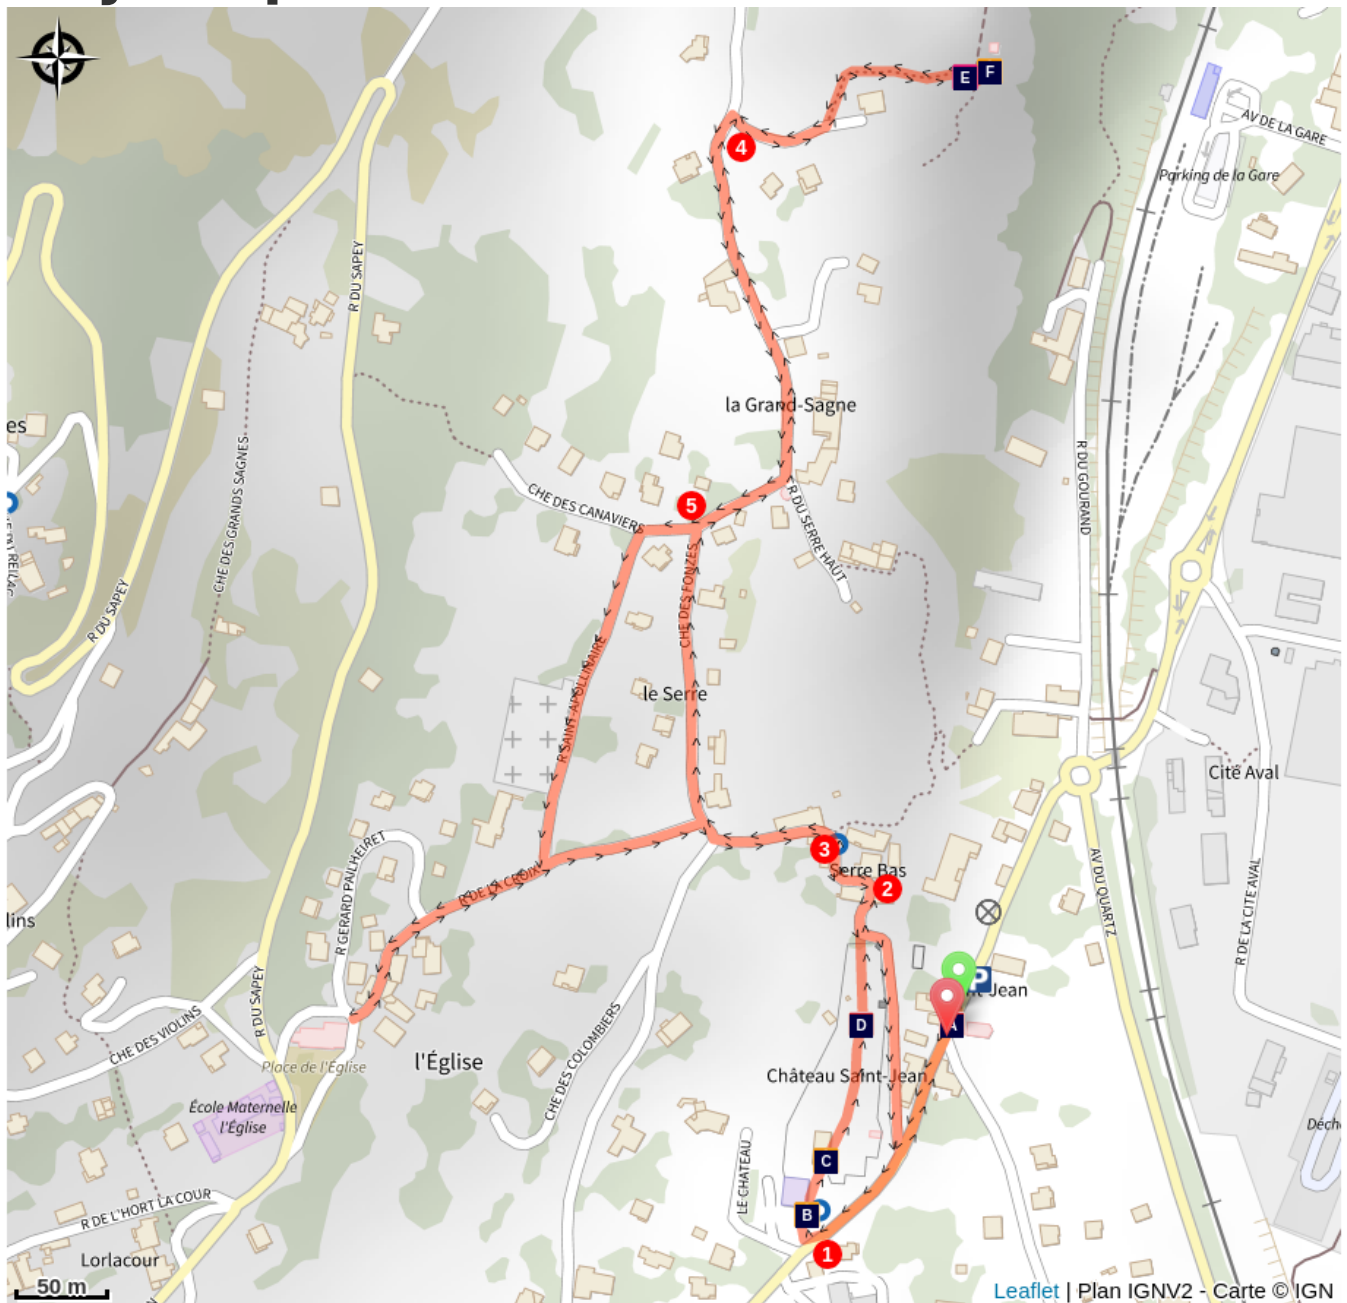 E
F
4
AV DE LA GARE
Parking de la Gare
R DU SAPEY
la Grand-Sagne
CHE DES GRANDS SAGNES
5
CHE DES CANAVIERS
R DU SERRE HAUT
R DU GOURAND
CHE DES FONZES
R DU SAPEY
R SAINT-APOLLINAIRE
le Serre
Cité Aval
3
Serre Bas
2
R DE LA CROIX
R GERARD PAILHEIRET
AV DU QUARTZ
R DE LA CITE AVAL
lins
P
A
D
R DU SAPEY
CHE DES VIOLINS
Place de l'Église
l'Église
CHE DES COLOMBIERS
Château Saint-Jean
École Maternelle
l'Église
Déch
C
LE CHATEAU
B
R DE L'HORT LA COUR
1
Lorlacour
50 m
Leaflet | Plan IGNV2 - Carte © IGN